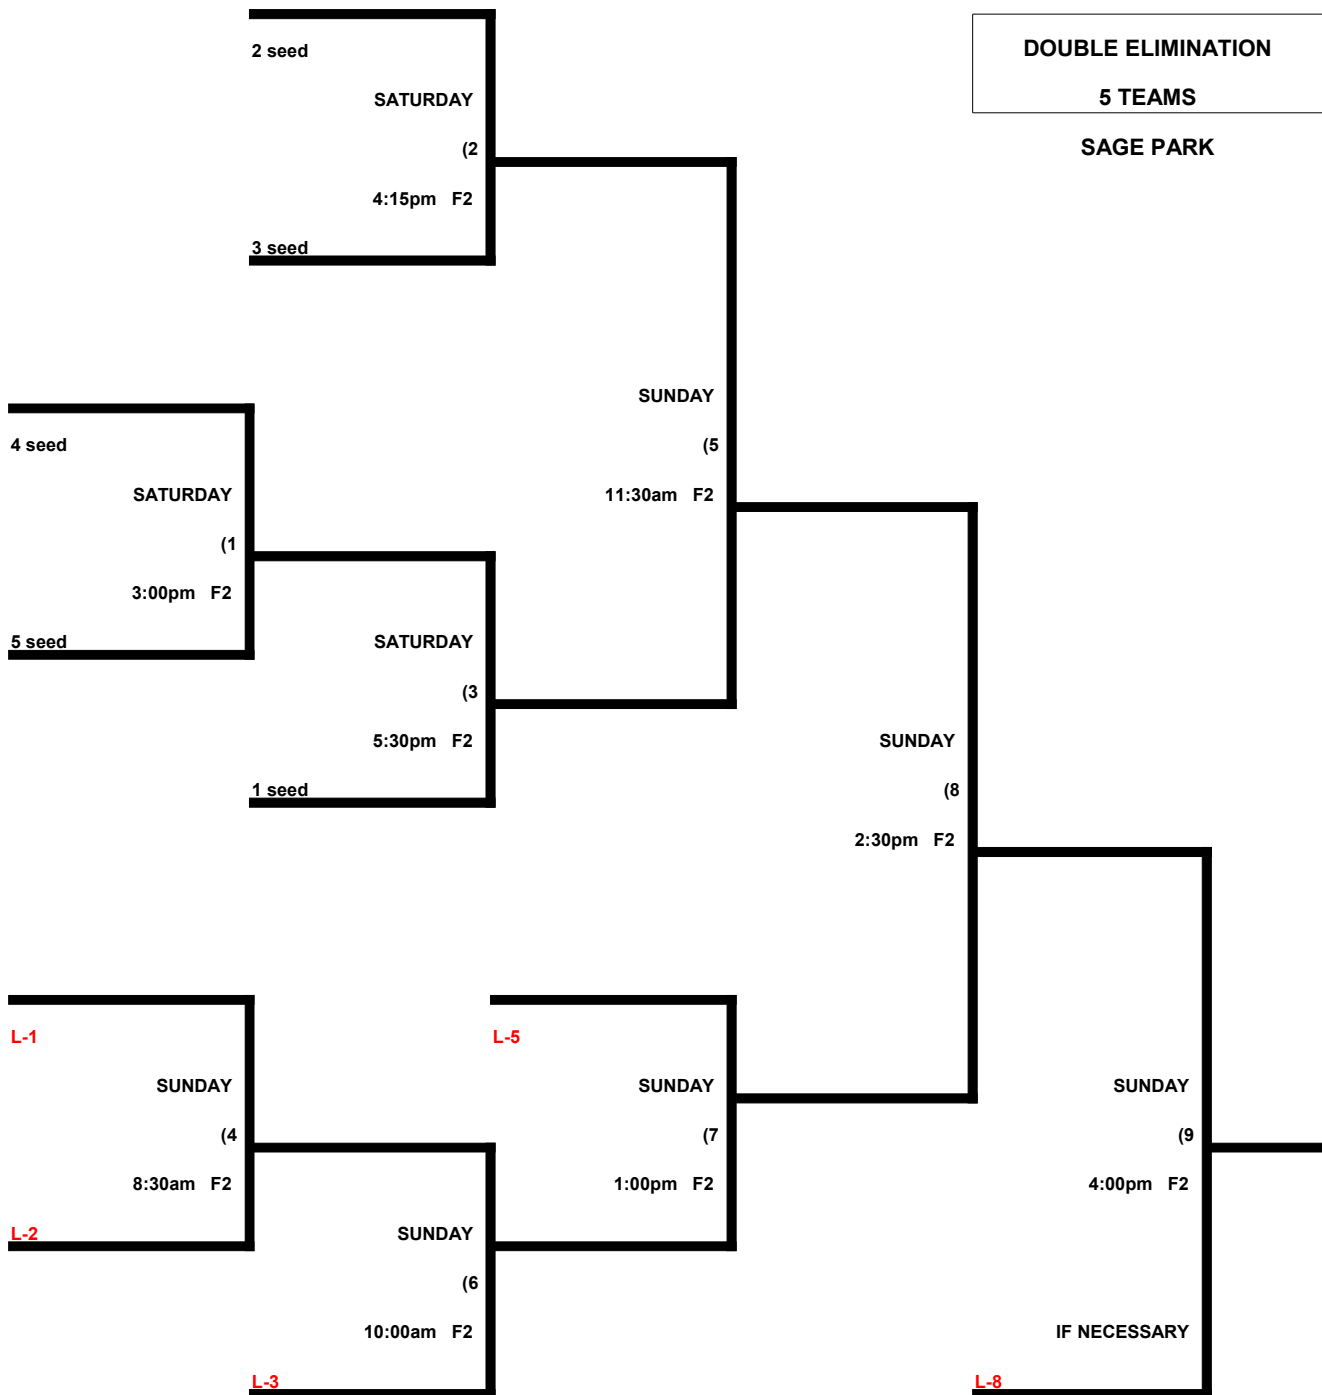 2 seed
DOUBLE ELIMINATION
SATURDAY
5 TEAMS
(2
SAGE PARK
4:15pm F2
3 seed
SUNDAY
4 seed
(5
SATURDAY
11:30am F2
(1
3:00pm F2
5 seed
SATURDAY
(3
5:30pm F2
SUNDAY
1 seed
(8
2:30pm F2
L-1
L-5
SUNDAY
SUNDAY
SUNDAY
(4
(7
(9
8:30am F2
1:00pm F2
4:00pm F2
L-2
SUNDAY
(6
10:00am F2
IF NECESSARY
L-3
L-8